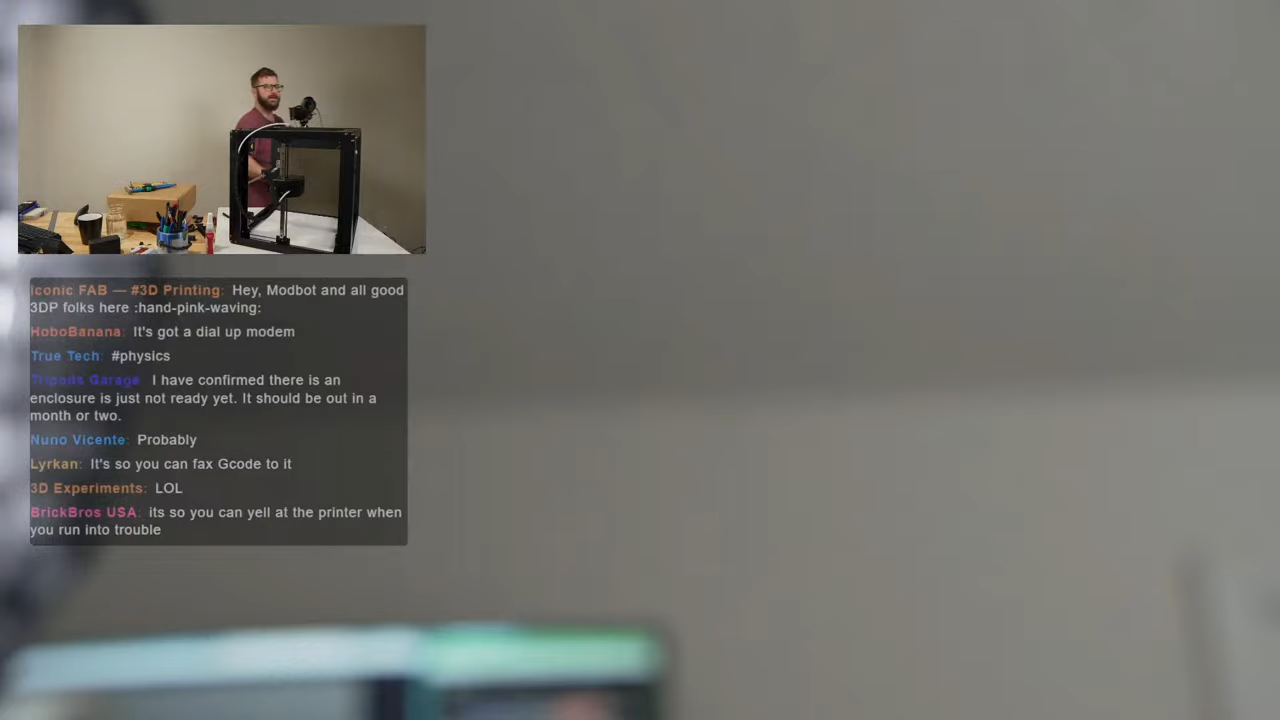 Iconic FAB — #3D Printing: Hey, Modbot and all good
3DP folks here :hand-pink-waving:
HoboBanana: It's got a dial up modem
True Tech: #physics
Tripods Garage: I have confirmed there is an
enclosure is just not ready yet. It should be out in a
month or two.
Nuno Vicente: Probably
Lyrkan: It's so you can fax Gcode to it
3D Experiments: LOL
BrickBros USA: its so you can yell at the printer when
you run into trouble